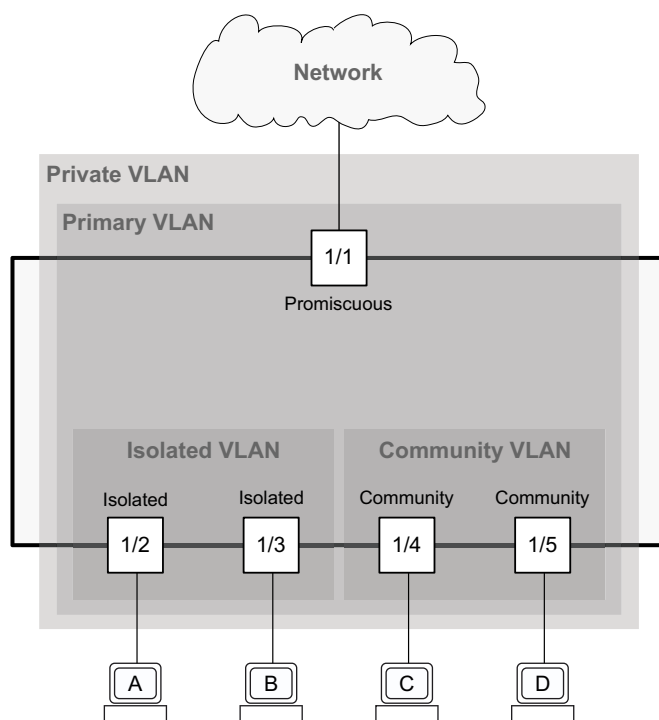 Network
Private VLAN
Primary VLAN
1/1
Promiscuous
Isolated VLAN
Community VLAN
Isolated
Isolated
Community
Community
1/2
1/3
1/4
1/5
A
B
C
D